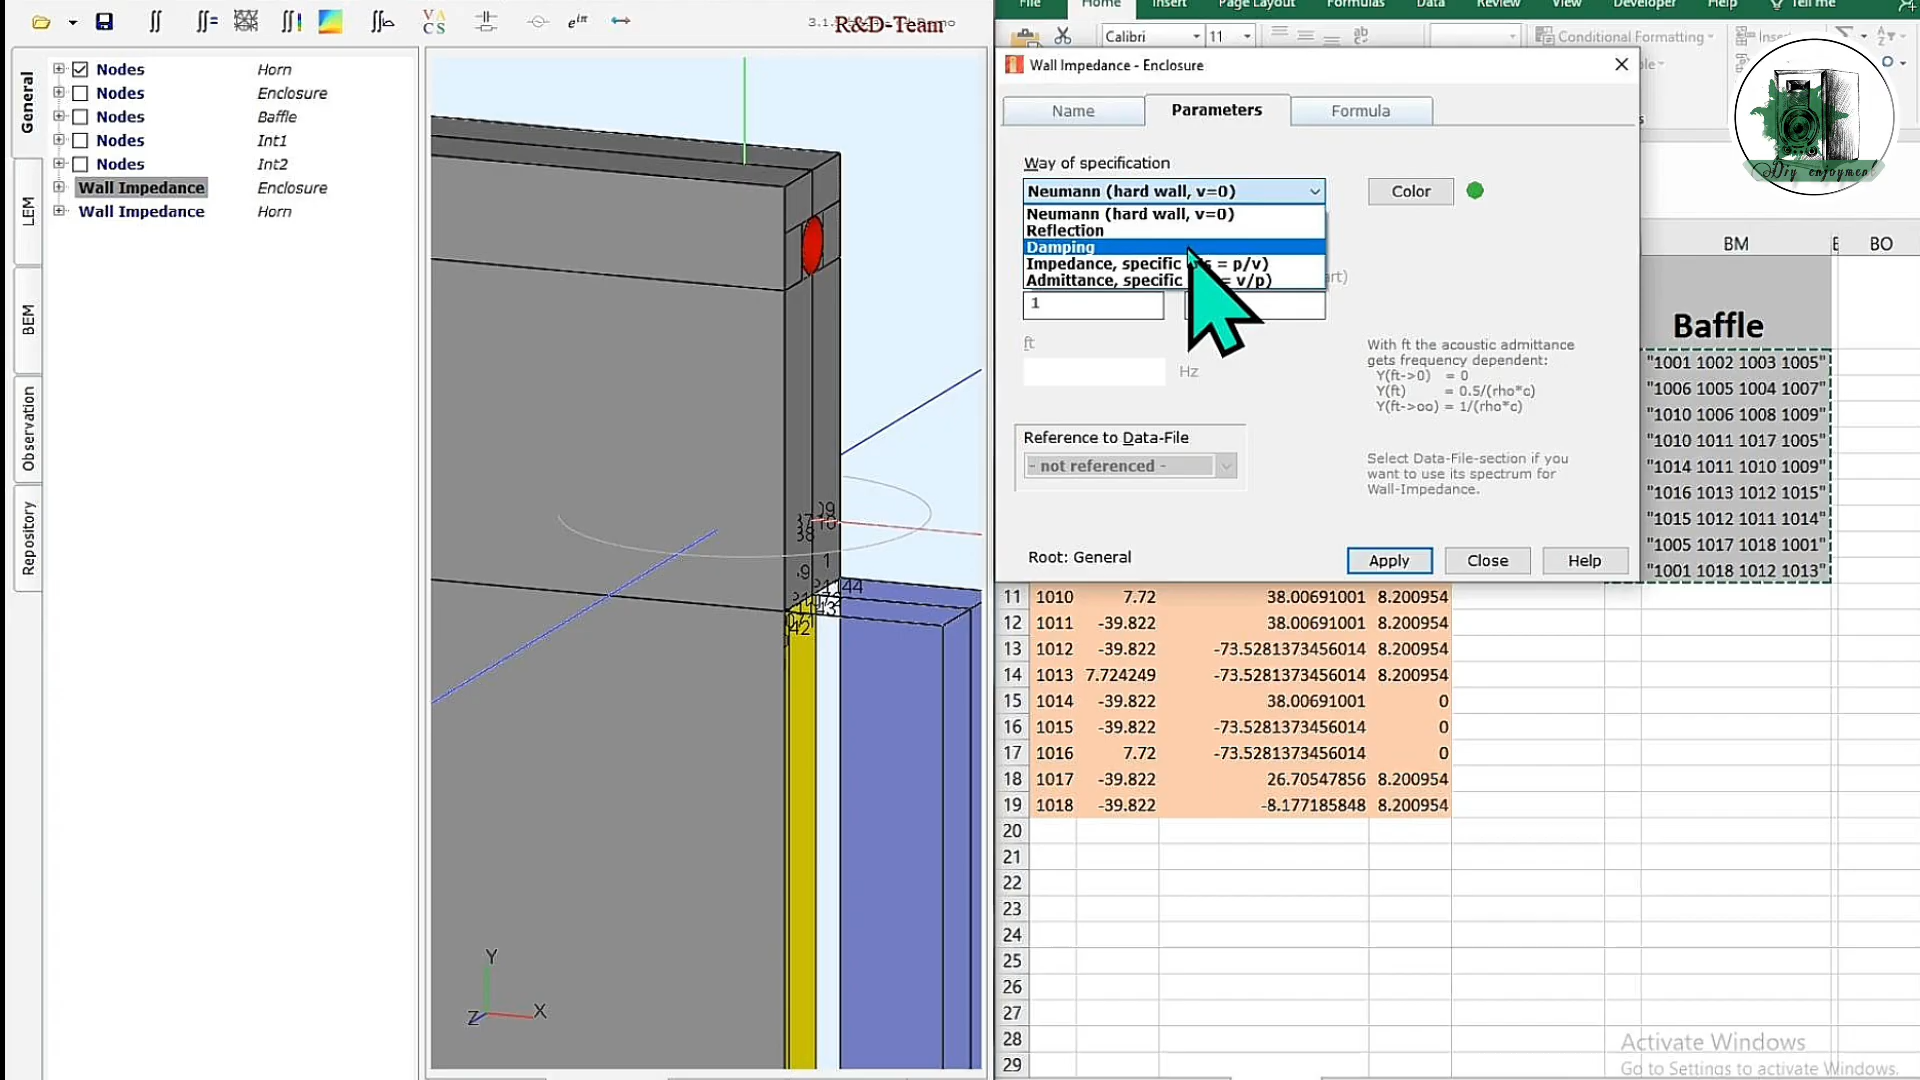 VA
CS
eiπ
R&D-Team
General
LEM
BEM
Observation
Repository
Nodes Horn
Nodes Enclosure
Nodes Baffle
Nodes Int1
Nodes Int2
Wall Impedance Enclosure
Wall Impedance Horn
1
44
42
Y
X
Z
File Home Insert Page Layout Formulas Data Review View Developer Help Tell me
Calibri 11 ab Conditional Formatting
Wall Impedance - Enclosure
Name Parameters Formula
Way of specification
Neumann (hard wall, v=0) Color
Neumann (hard wall, v=0)
Reflection
Damping
Impedance, specific = p/v)
Admittance, specific = v/p)
1
ft
Hz
With ft the acoustic admittance
gets frequency dependent:
Y(ft->0) = 0
Y(ft) = 0.5/(rho*c)
Y(ft->oo) = 1/(rho*c)
Reference to Data-File
- not referenced -
Select Data-File-section if you
want to use its spectrum for
Wall-Impedance.
Root: General
Apply Close Help
Diy enjoyment
BM BO
Baffle
"1001 1002 1003 1005"
"1006 1005 1004 1007"
"1010 1006 1008 1009"
"1010 1011 1017 1005"
"1014 1011 1010 1009"
"1016 1013 1012 1015"
"1015 1012 1011 1014"
"1005 1017 1018 1001"
"1001 1018 1012 1013"
11 1010 7.72 38.00691001 8.200954
12 1011 -39.822 38.00691001 8.200954
13 1012 -39.822 -73.5281373456014 8.200954
14 1013 7.724249 -73.5281373456014 8.200954
15 1014 -39.822 38.00691001 0
16 1015 -39.822 -73.5281373456014 0
17 1016 7.72 -73.5281373456014 0
18 1017 -39.822 26.70547856 8.200954
19 1018 -39.822 -8.177185848 8.200954
20
21
22
23
24
25
26
27
28
29
Activate Windows
Go to Settings to activate Windows.